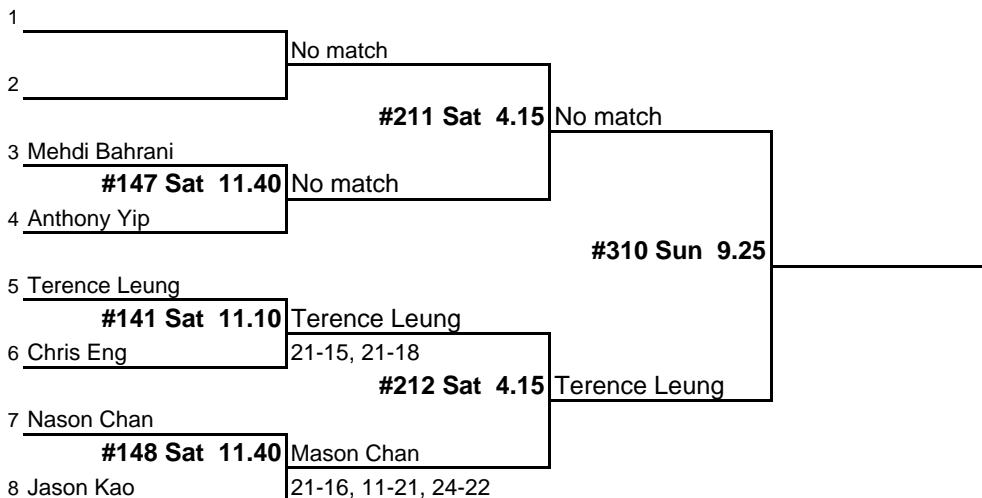 1
No match
2
#211 Sat 4.15 No match
3 Mehdi Bahrani
#147 Sat 11.40 No match
4 Anthony Yip
#310 Sun 9.25
5 Terence Leung
#141 Sat 11.10 Terence Leung
6 Chris Eng 21-15, 21-18
#212 Sat 4.15 Terence Leung
7 Nason Chan
#148 Sat 11.40 Mason Chan
8 Jason Kao 21-16, 11-21, 24-22